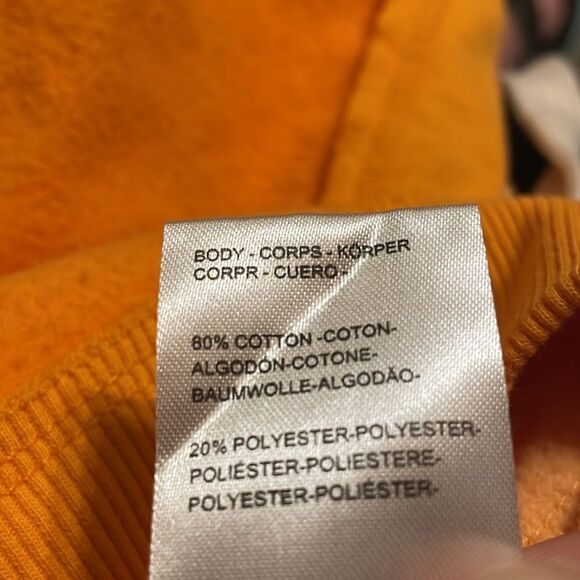 BODY - CORPS - KÖRPER
CORPR - CUERO -
80% COTTON -COTON-
ALGODON-COTONE-
BAUMWOLLE-ALGODÃO-
20% POLYESTER-POLYESTER-
POLIÉSTER-POLIESTERE-
POLYESTER-POLIÉSTER-